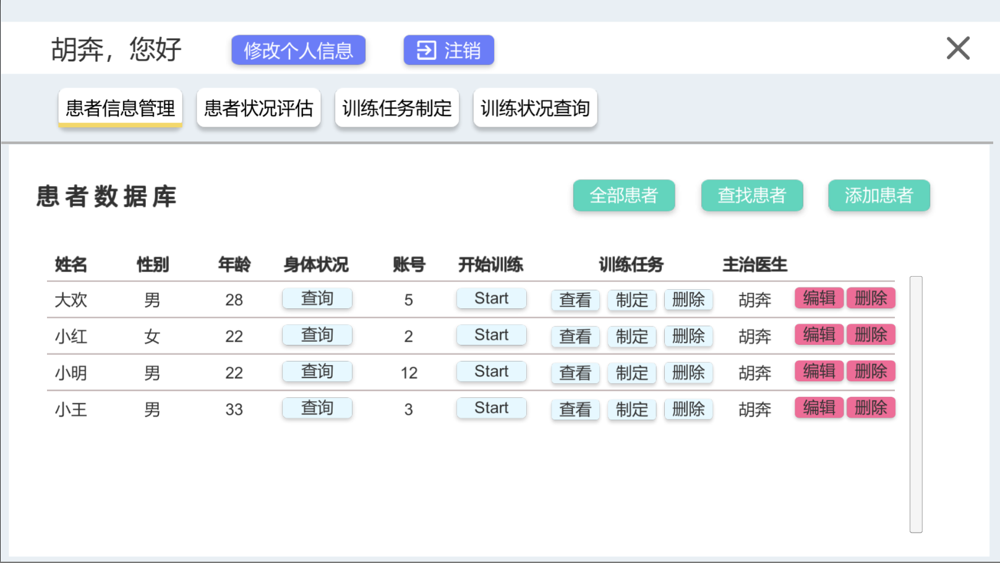 胡奔，您好 修改个人信息 注销
患者信息管理 患者状况评估 训练任务制定 训练状况查询
患者数据库 全部患者 查找患者 添加患者
姓名 性别 年龄 身体状况 账号 开始训练 训练任务 主治医生
大欢 男 28 查询 5 Start 查看 制定 删除 胡奔 编辑 删除
小红 女 22 查询 2 Start 查看 制定 删除 胡奔 编辑 删除
小明 男 22 查询 12 Start 查看 制定 删除 胡奔 编辑 删除
小王 男 33 查询 3 Start 查看 制定 删除 胡奔 编辑 删除